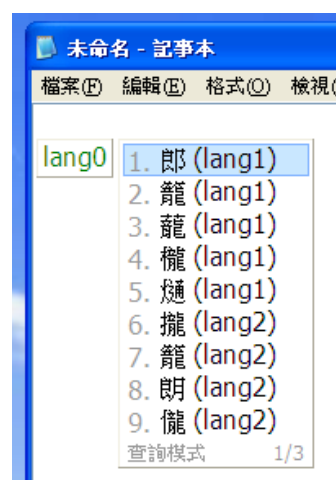 未命名 - 記事本
檔案(F) 編輯(E) 格式(O) 檢視(
lang0
1. 郎 (lang1)
2. 籠 (lang1)
3. 蘢 (lang1)
4. 櫳 (lang1)
5. (lang1)
6. 攏 (lang2)
7. 籠 (lang2)
8. 朗 (lang2)
9. 儱 (lang2)
查詢模式 1/3